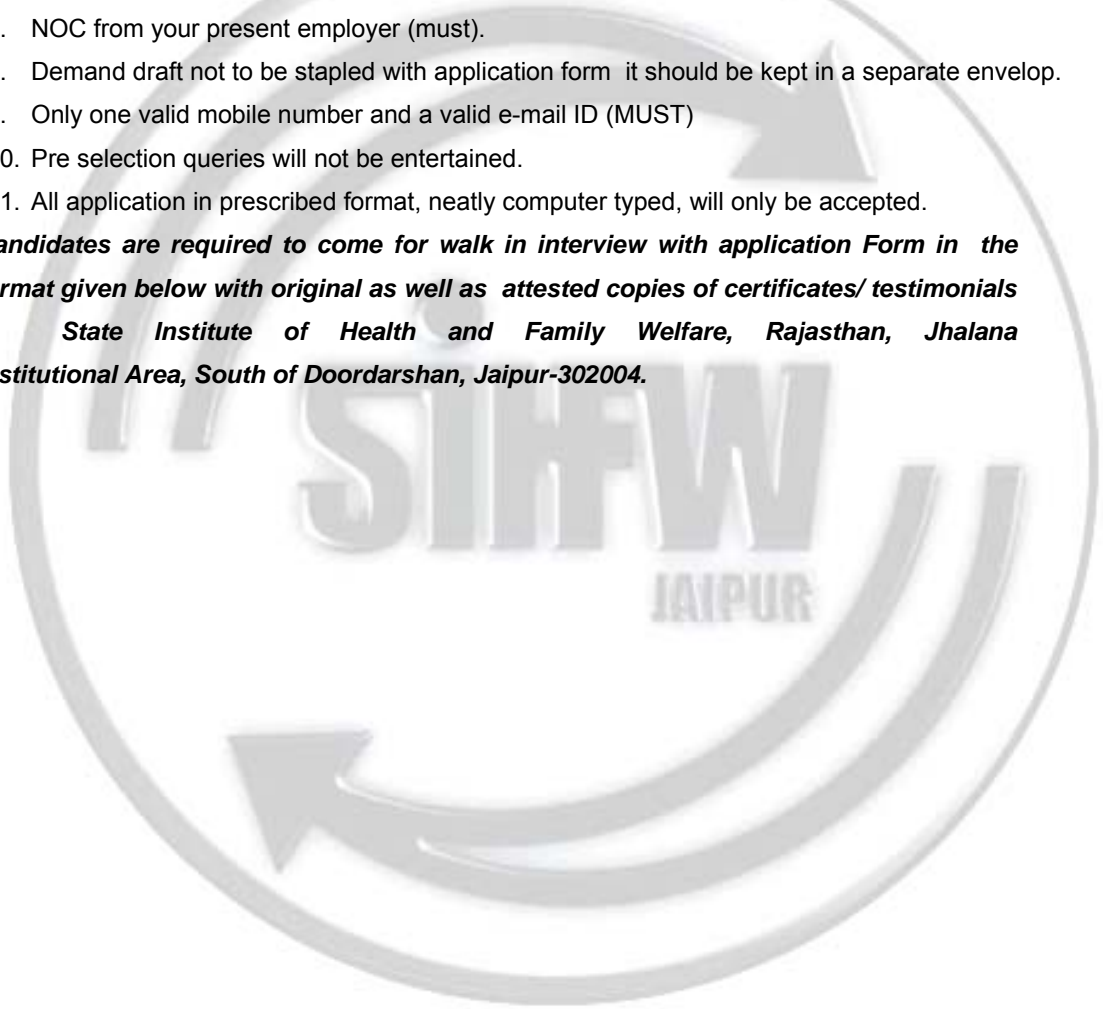 . NOC from your present employer (must).
. Demand draft not to be stapled with application form it should be kept in a separate envelop.
. Only one valid mobile number and a valid e-mail ID (MUST)
0. Pre selection queries will not be entertained.
1. All application in prescribed format, neatly computer typed, will only be accepted.
andidates are required to come for walk in interview with application Form in the
rmat given below with original as well as attested copies of certificates/ testimonials
State Institute of Health and Family Welfare, Rajasthan, Jhalana
stitutional Area, South of Doordarshan, Jaipur-302004.
SIHFW
JAIPUR